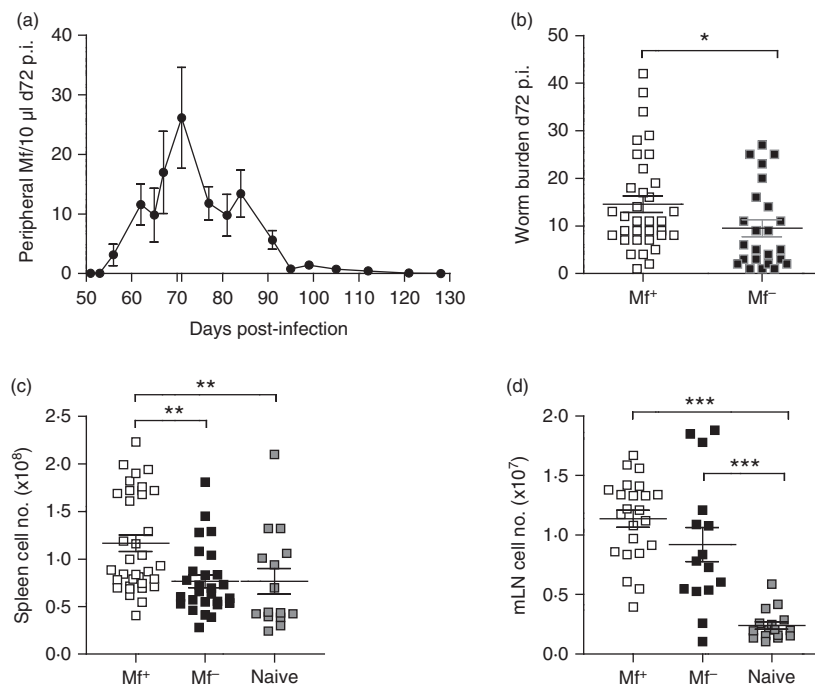 (a)
Peripheral Mf/10 µl d72 p.i.
40
30
20
10
0
50 60 70 80 90 100 110 120 130
Days post-infection
(b)
Worm burden d72 p.i.
50
40
30
20
10
0
*
Mf⁺ Mf⁻
(c)
Spleen cell no. (x10⁸)
2·5
2·0
1·5
1·0
0·5
0
**
**
Mf⁺ Mf⁻ Naive
(d)
mLN cell no. (x10⁷)
2·0
1·5
1·0
0·5
0
***
***
Mf⁺ Mf⁻ Naive